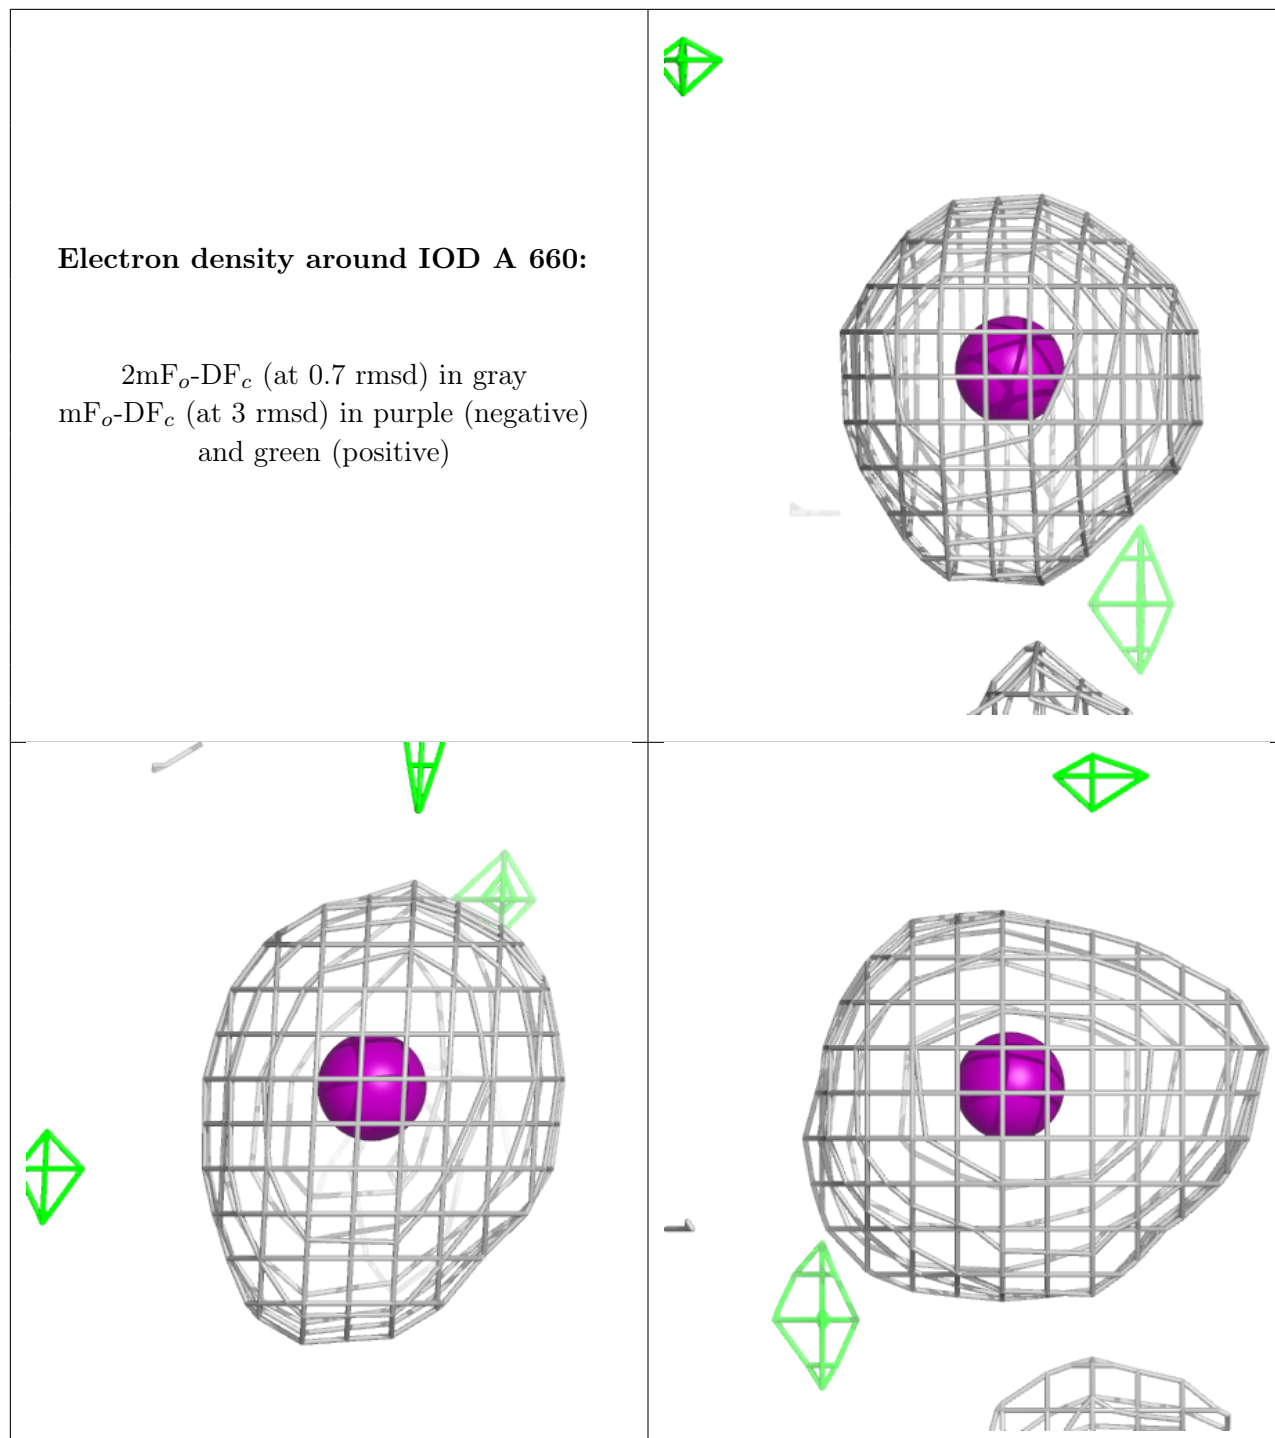 Electron density around IOD A 660:
2mFo-DFc (at 0.7 rmsd) in gray
mFo-DFc (at 3 rmsd) in purple (negative)
and green (positive)